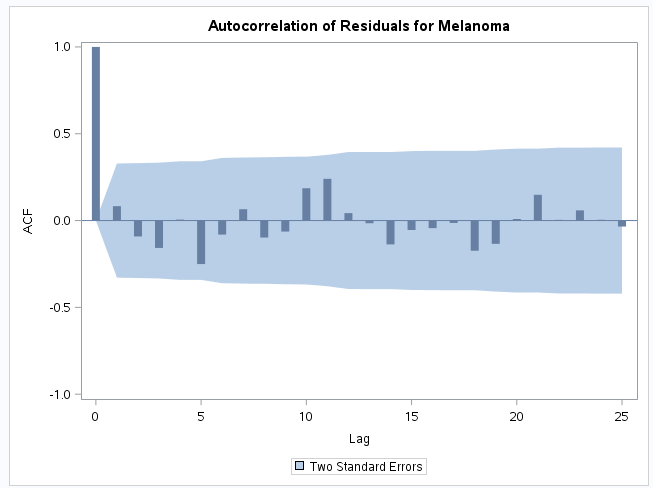 Autocorrelation of Residuals for Melanoma
1.0
0.5
0.0
-0.5
-1.0
ACF
0 5 10 15 20 25
Lag
Two Standard Errors